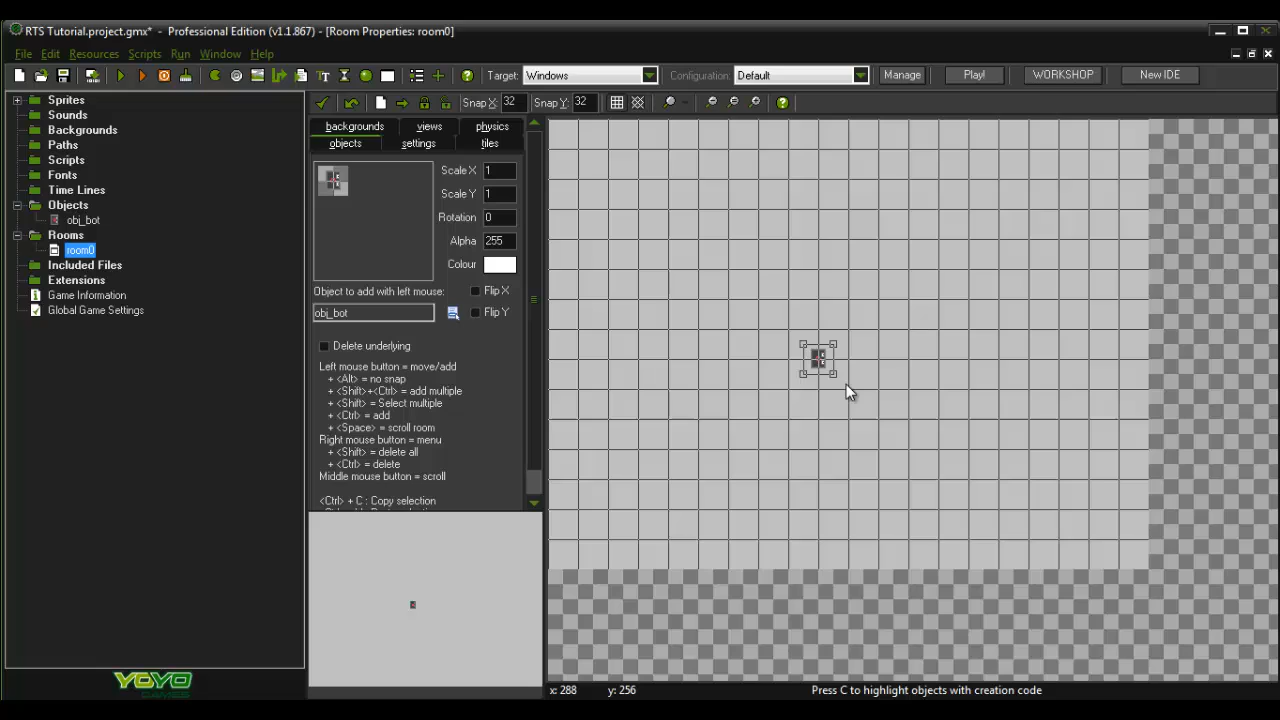 RTS Tutorial.project.gmx* - Professional Edition (v1.1.867) - [Room Properties: room0]
File Edit Resources Scripts Run Window Help
Target: Windows Configuration: Default Manage Play! WORKSHOP New IDE
Snap X: 32 Snap Y: 32
Sprites
Sounds
Backgrounds
Paths
Scripts
Fonts
Time Lines
Objects
obj_bot
Rooms
room0
Included Files
Extensions
Game Information
Global Game Settings
backgrounds views physics
objects settings tiles
Scale X 1
Scale Y 1
Rotation 0
Alpha 255
Colour
Object to add with left mouse: Flip X
obj_bot Flip Y
Delete underlying
Left mouse button = move/add
+ <Alt> = no snap
+ <Shift>+<Ctrl> = add multiple
+ <Shift> = Select multiple
+ <Ctrl> = add
+ <Space> = scroll room
Right mouse button = menu
+ <Shift> = delete all
+ <Ctrl> = delete
Middle mouse button = scroll
<Ctrl> + C : Copy selection
YOYO
GAMES
x: 288 y: 256 Press C to highlight objects with creation code